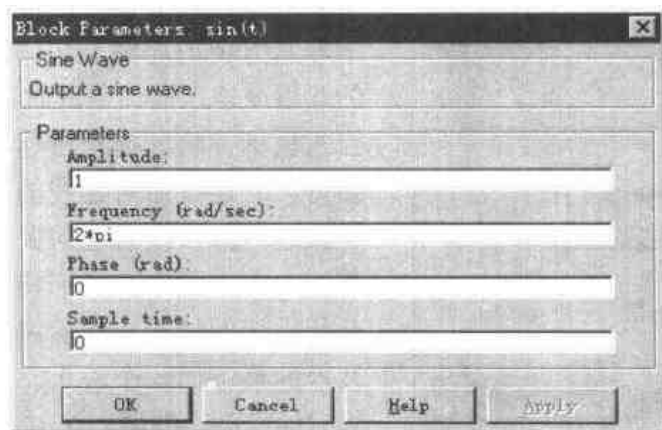 Block Parameters: sin(t)
Sine Wave
Output a sine wave.
Parameters
Amplitude:
1
Frequency (rad/sec):
2*pi
Phase (rad):
0
Sample time:
0
OK
Cancel
Help
Apply